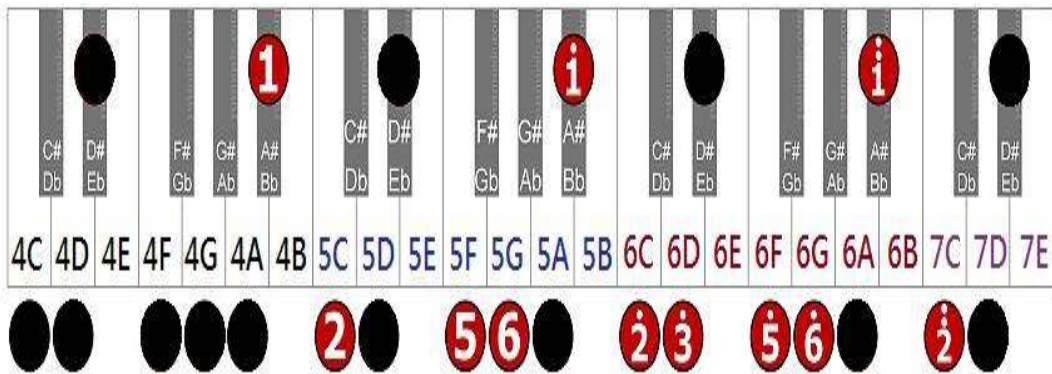 1 i i
C# D# F# G# A# C# D# F# G# A# C# D# F# G# A# C# D#
Db Eb Gb Ab Bb Db Eb Gb Ab Bb Db Eb Gb Ab Bb Db Eb
4C 4D 4E 4F 4G 4A 4B 5C 5D 5E 5F 5G 5A 5B 6C 6D 6E 6F 6G 6A 6B 7C 7D 7E
2 5 6 2 3 5 6 2